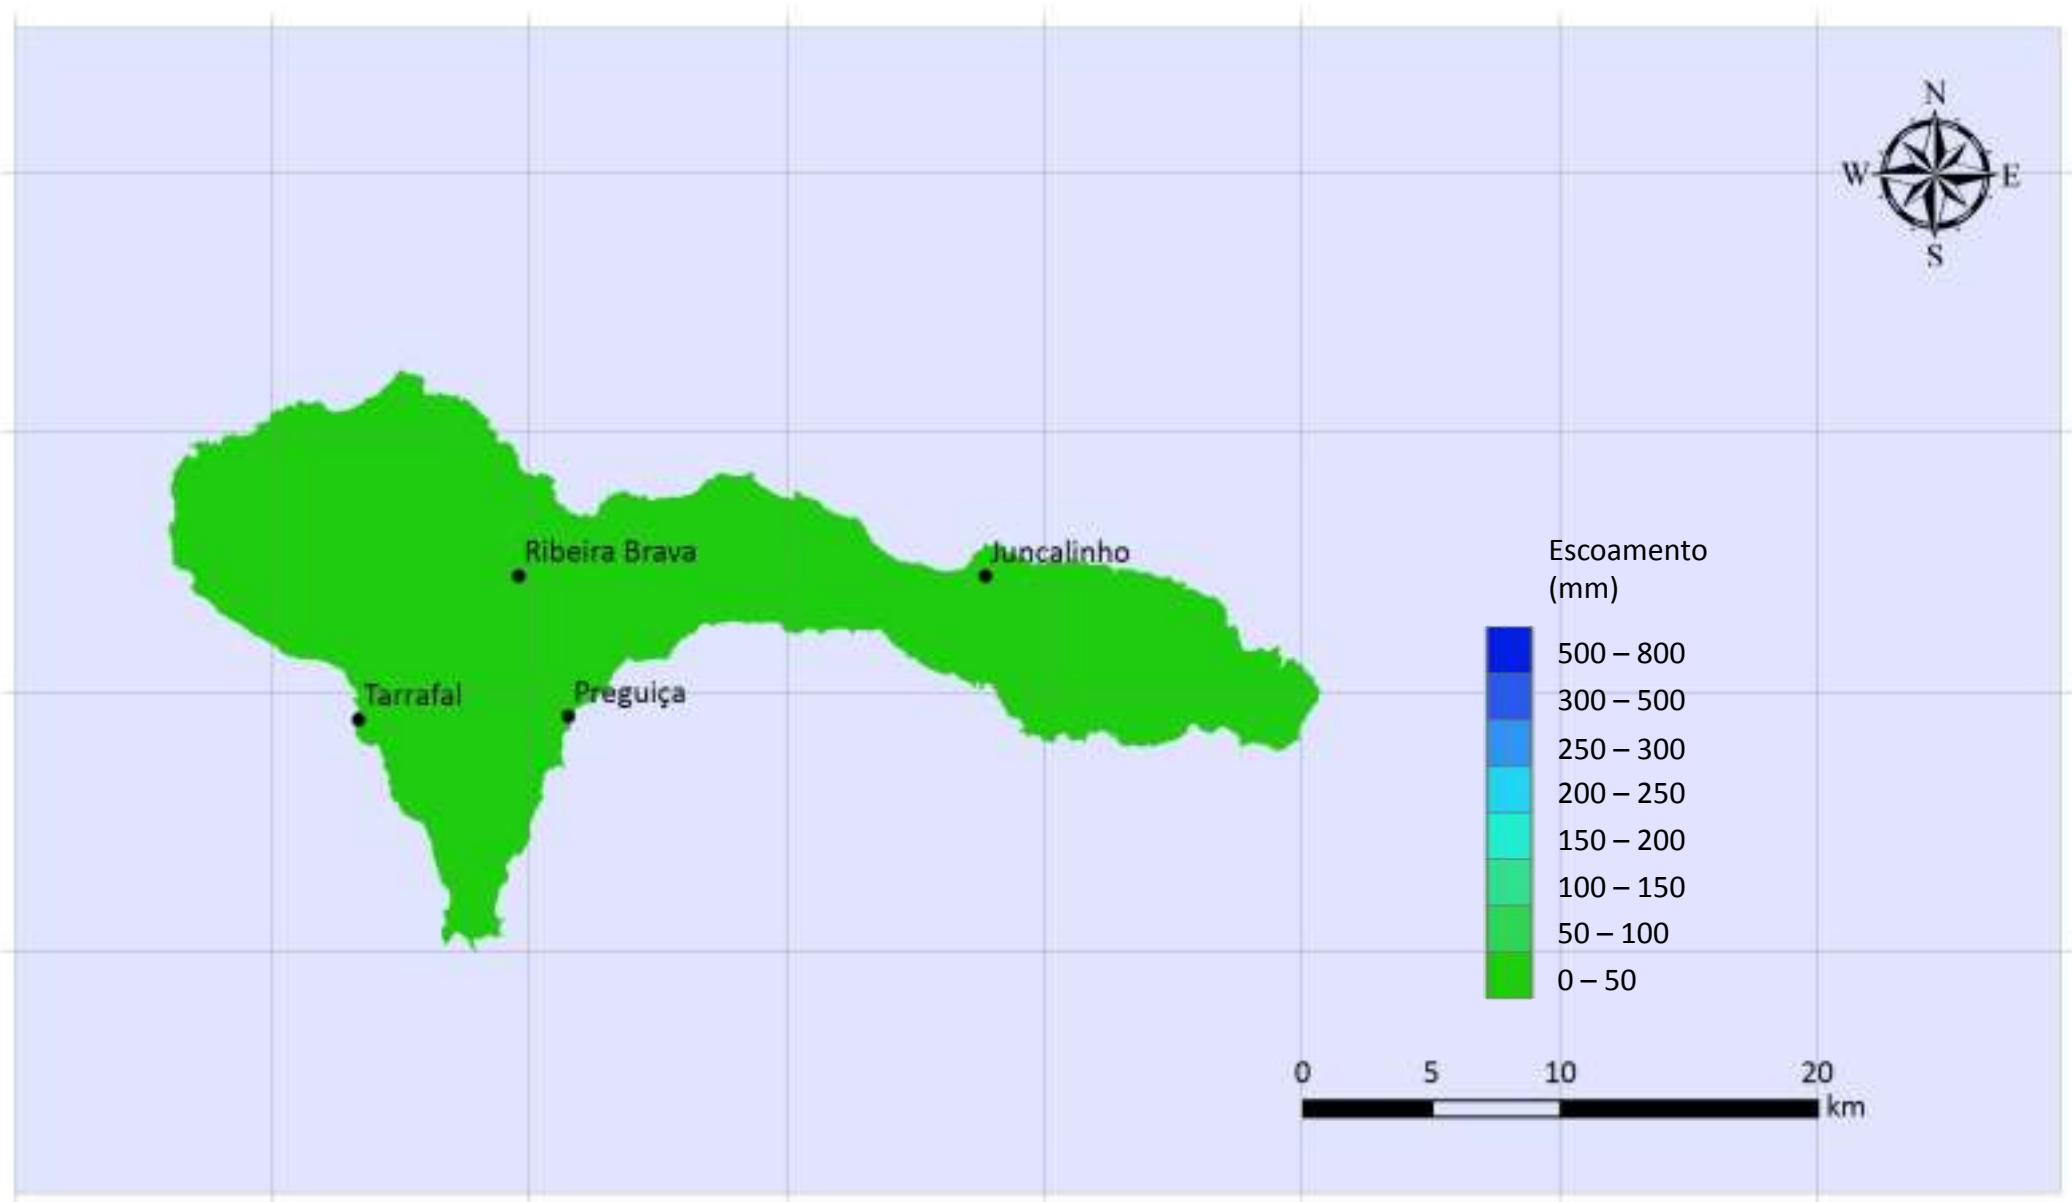 N
W
E
S
Ribeira Brava
Juncalinho
Tarrafal
Preguiça
Escoamento
(mm)
500 – 800
300 – 500
250 – 300
200 – 250
150 – 200
100 – 150
50 – 100
0 – 50
0 5 10 20
km